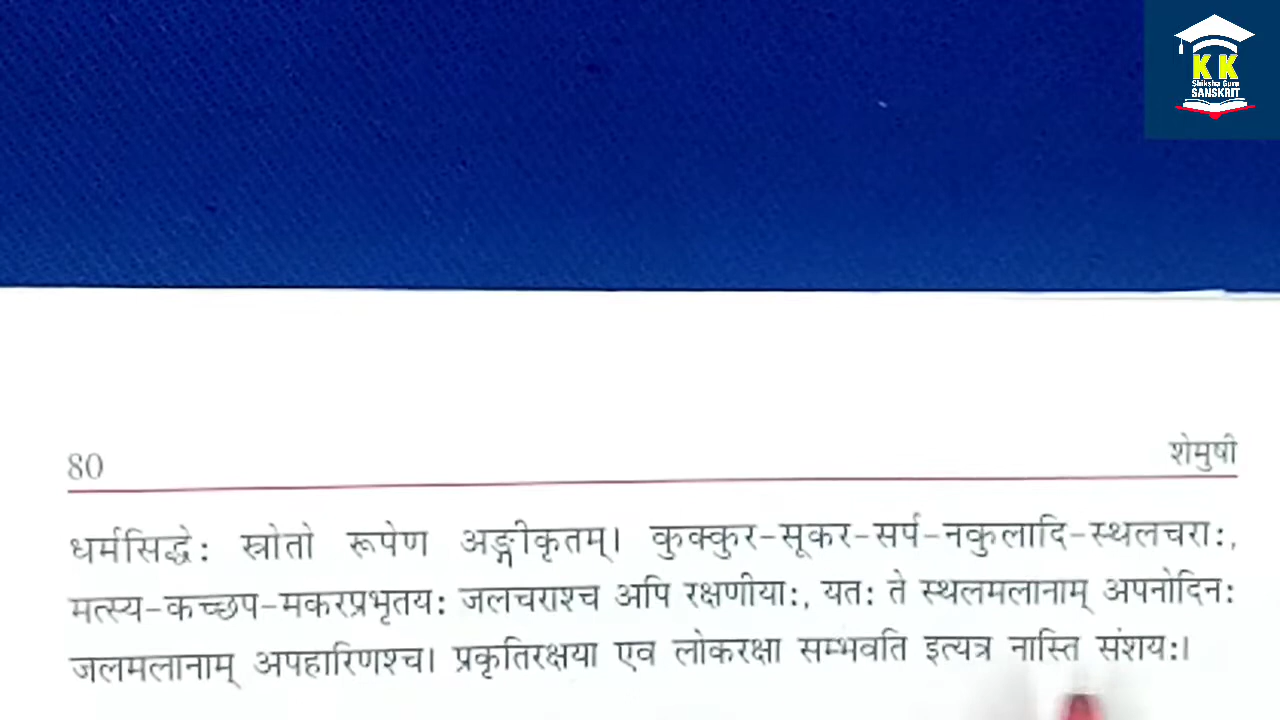 K K
Shiksha Guru
SANSKRIT
80 शेमुषी
धर्मसिद्धेः स्रोतो रूपेण अङ्गीकृतम्। कुक्कुर-सूकर-सर्प-नकुलादि-स्थलचराः,
मत्स्य-कच्छप-मकरप्रभृतयः जलचराश्च अपि रक्षणीयाः, यतः ते स्थलमलानाम् अपनोदिनः
जलमलानाम् अपहारिणश्च। प्रकृतिरक्षया एव लोकरक्षा सम्भवति इत्यत्र नास्ति संशयः।